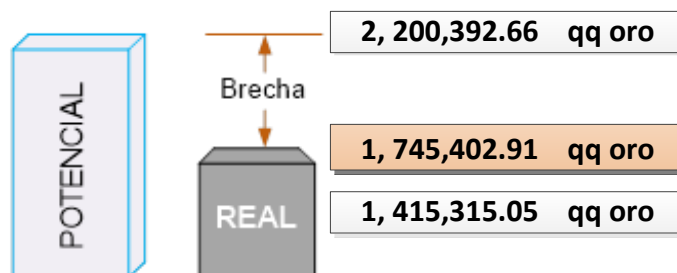 2, 200,392.66 qq oro
Brecha
POTENCIAL
1, 745,402.91 qq oro
REAL
1, 415,315.05 qq oro